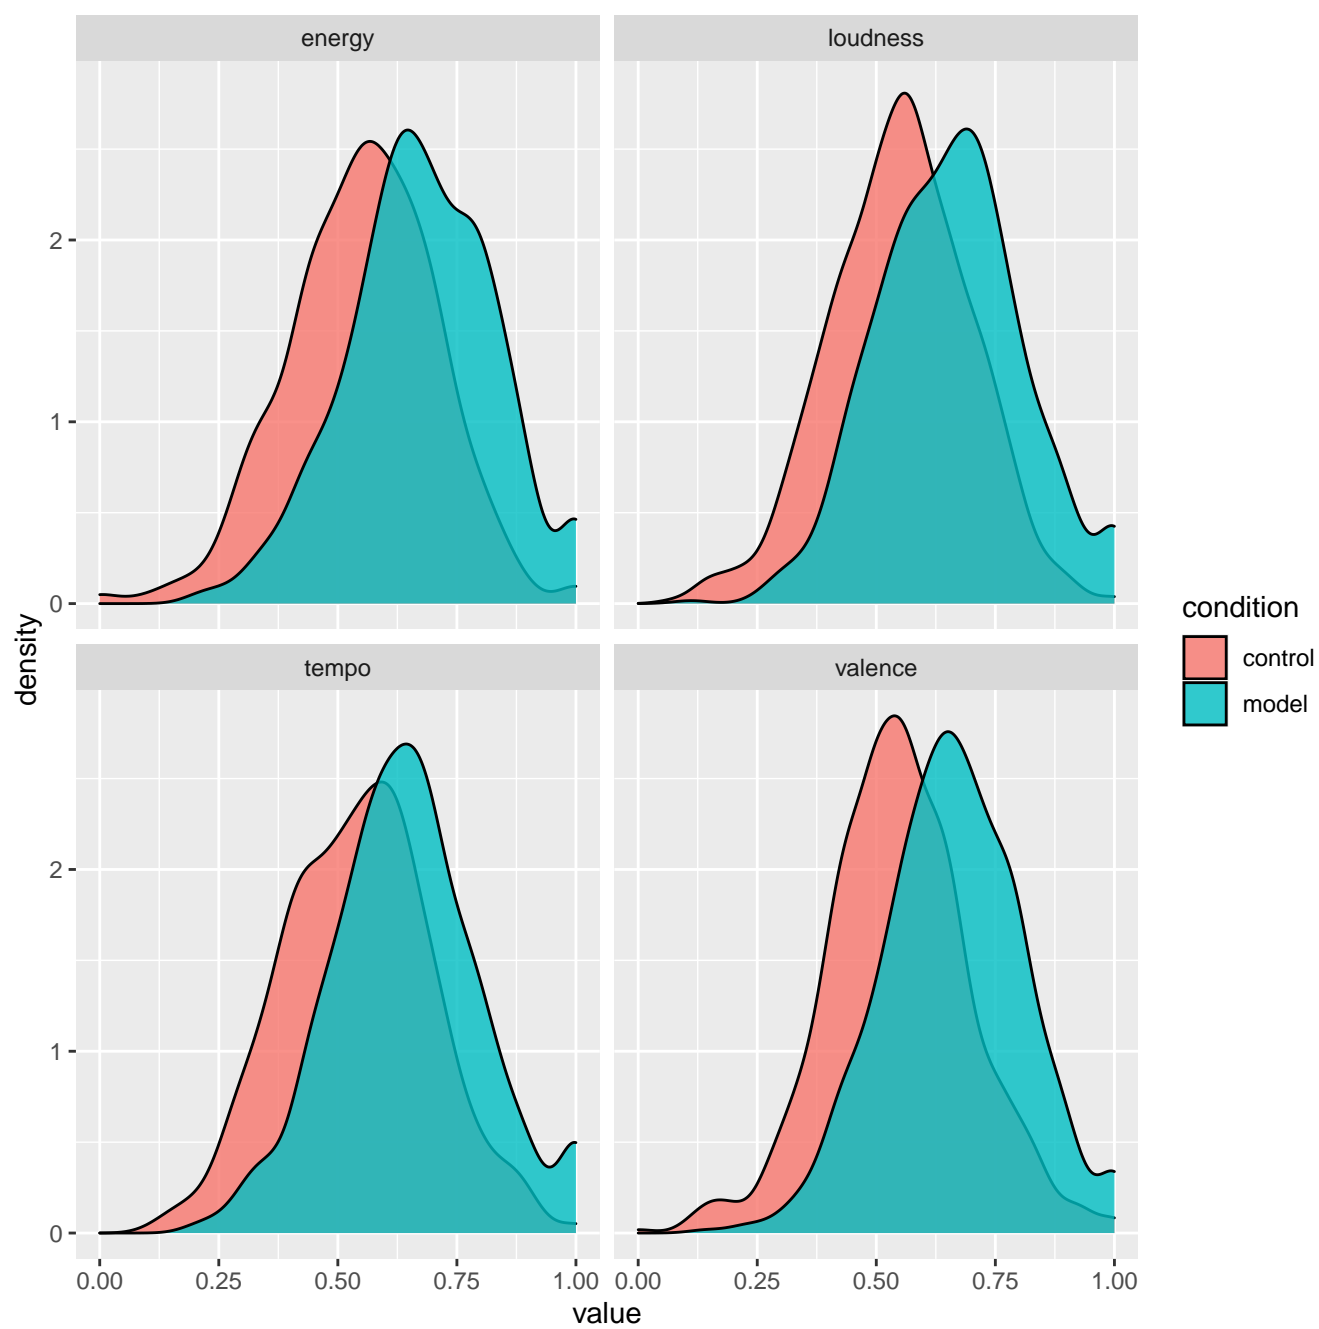 energy loudness
2
1
0
tempo valence
2
1
0
0.00 0.25 0.50 0.75 1.00 0.00 0.25 0.50 0.75 1.00
value
density
condition
control
model